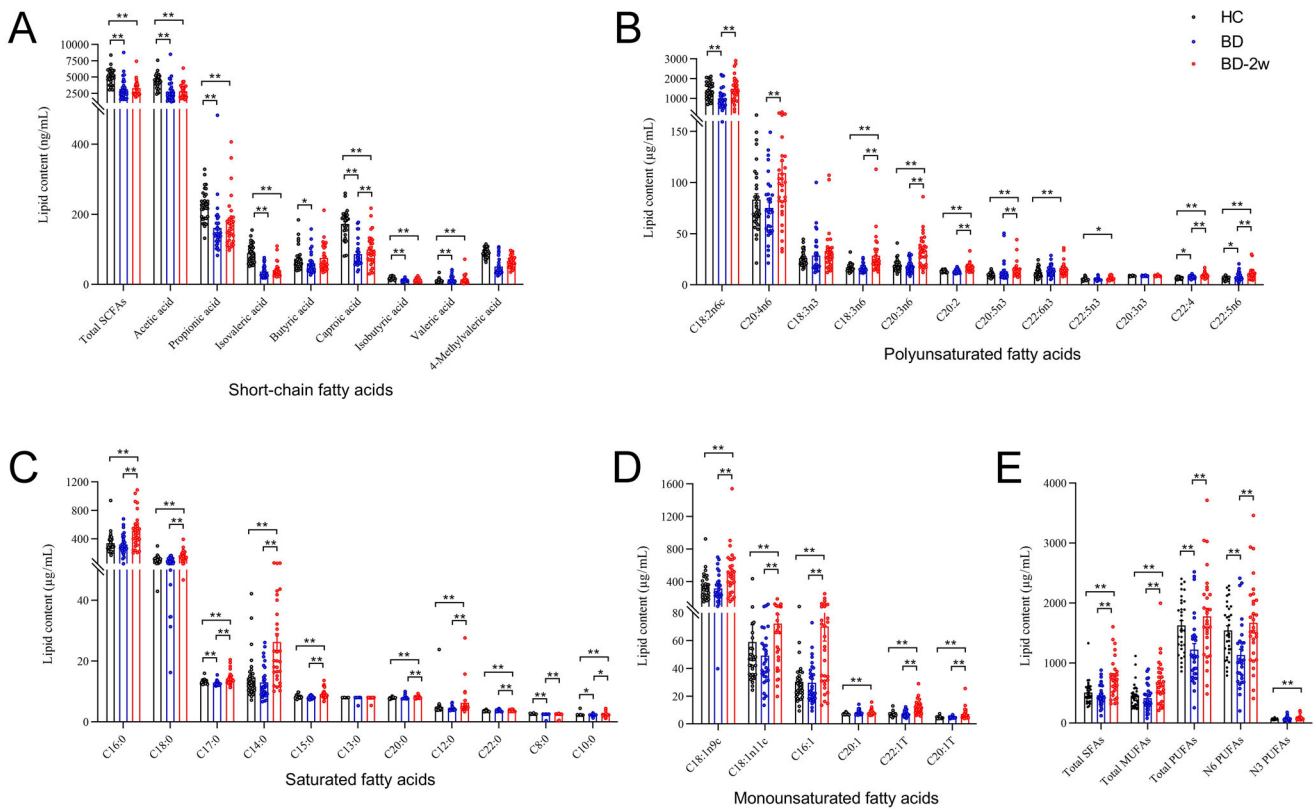 A
10000
7500
5000
2500
400
200
0
Lipid content (ng/mL)
** ** ** ** ** ** ** ** * ** ** ** ** ** ** **
Total SCFAs
Acetic acid
Propionic acid
Isovaleric acid
Butyric acid
Caproic acid
Isobutyric acid
Valeric acid
4-Methylvaleric acid
Short-chain fatty acids
B
HC
BD
BD-2w
3000
2000
1000
150
100
50
0
Lipid content (µg/mL)
** ** ** ** ** ** ** ** ** ** ** ** * ** ** * ** ** *
C18:2n6c
C20:4n6
C18:3n3
C18:3n6
C20:3n6
C20:2
C20:5n3
C22:6n3
C22:5n3
C20:3n3
C22:4
C22:5n6
Polyunsaturated fatty acids
C
1200
800
400
60
40
20
0
Lipid content (µg/mL)
** ** ** ** ** ** ** ** ** ** ** ** ** ** ** ** ** ** ** ** ** * *
C16:0
C18:0
C17:0
C14:0
C15:0
C13:0
C20:0
C12:0
C22:0
C8:0
C10:0
Saturated fatty acids
D
1600
1200
900
600
400
80
60
40
20
0
Lipid content (µg/mL)
** ** ** ** ** ** ** ** ** ** **
C18:1n9c
C18:1n11c
C16:1
C20:1
C22:1T
C20:1T
Monounsaturated fatty acids
E
4000
3000
2000
1000
0
Lipid content (µg/mL)
** ** ** ** ** ** ** ** **
Total SFAs
Total MUFAs
Total PUFAs
N6 PUFAs
N3 PUFAs